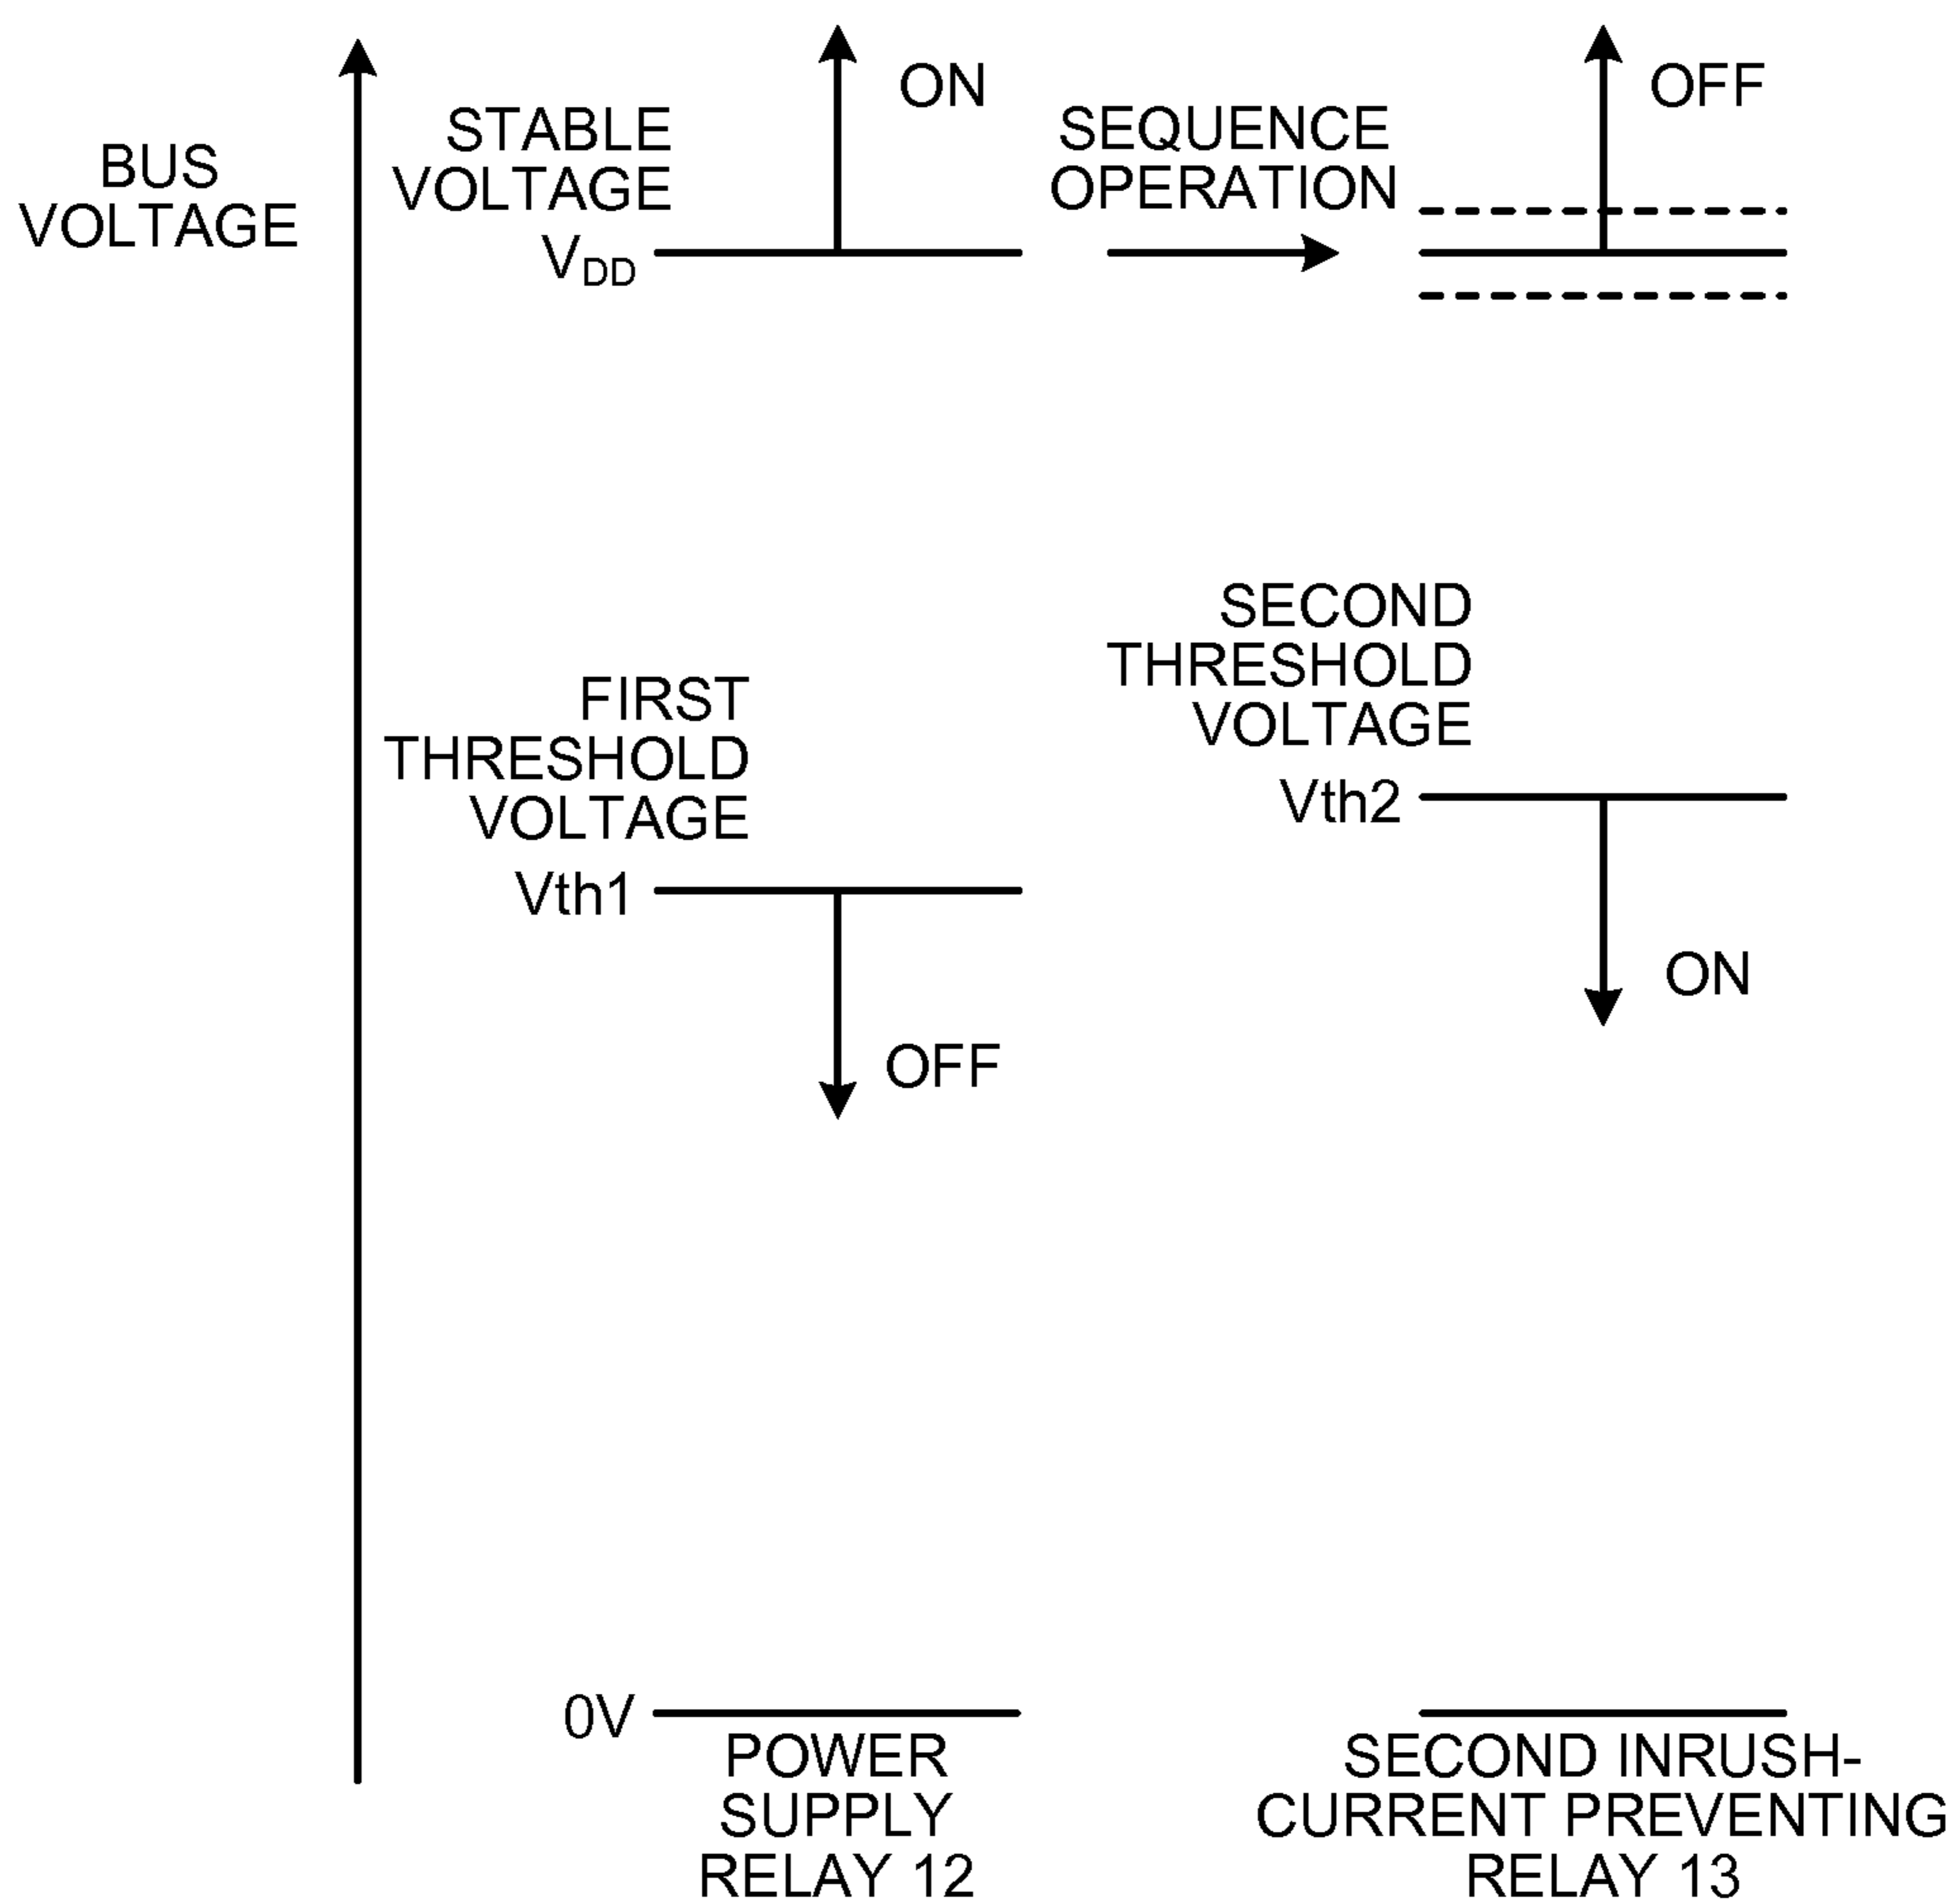 BUS
VOLTAGE
STABLE
VOLTAGE
VDD
ON
SEQUENCE
OPERATION
OFF
FIRST
THRESHOLD
VOLTAGE
Vth1
OFF
SECOND
THRESHOLD
VOLTAGE
Vth2
ON
0V
POWER
SUPPLY
RELAY 12
SECOND INRUSH-
CURRENT PREVENTING
RELAY 13